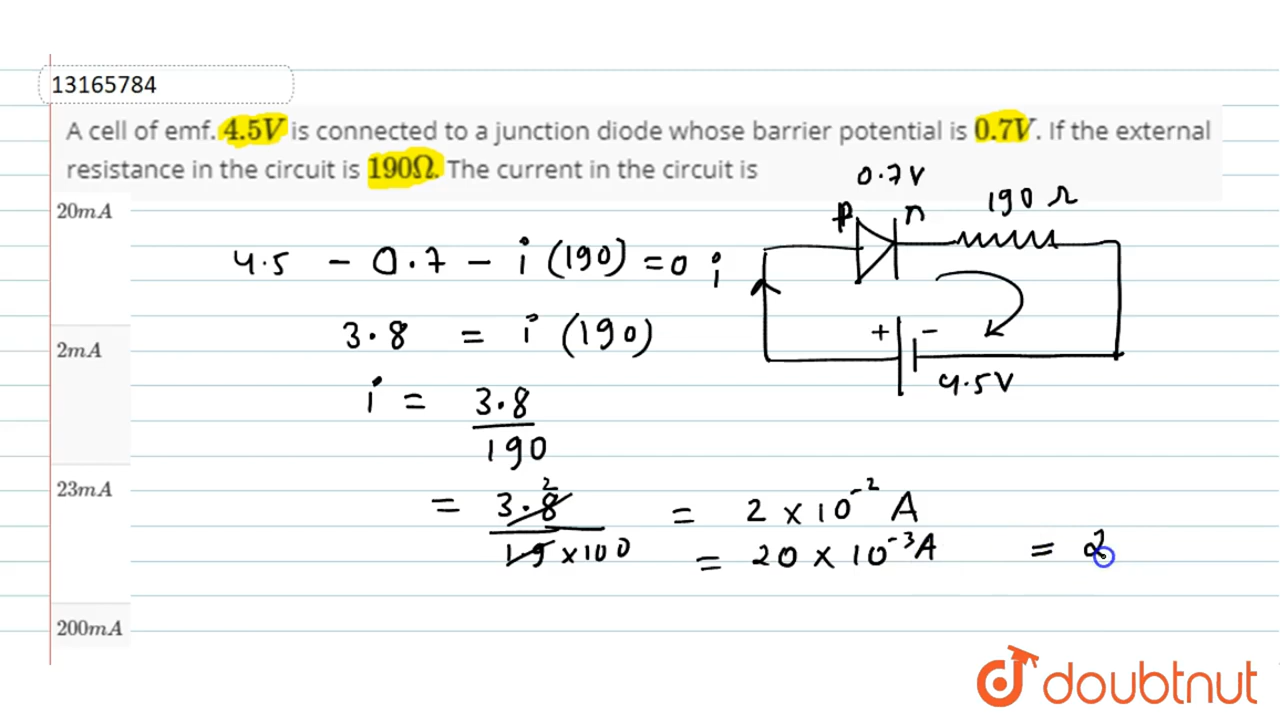 13165784
A cell of emf. 4.5V is connected to a junction diode whose barrier potential is 0.7V. If the external
resistance in the circuit is 190Ω. The current in the circuit is
20mA
2mA
23mA
200mA
0.7V
p n
190 Ω
i
+ -
4.5V
4.5 - 0.7 - i (190) = 0
3.8 = i (190)
i = 3.8
190
= 3.8 2 = 2 × 10⁻² A
19 × 100 = 20 × 10⁻³ A = 2
doubtnut